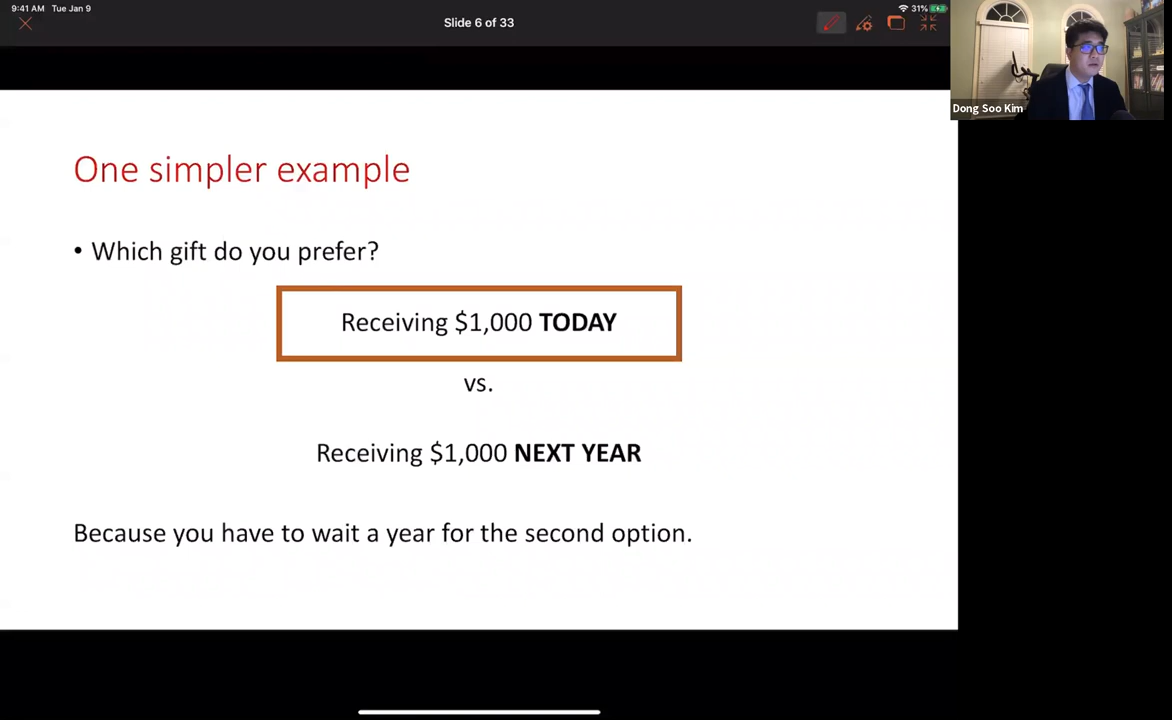 9:41 AM Tue Jan 9
Slide 6 of 33
31%
Dong Soo Kim
One simpler example
• Which gift do you prefer?
Receiving $1,000 TODAY
vs.
Receiving $1,000 NEXT YEAR
Because you have to wait a year for the second option.